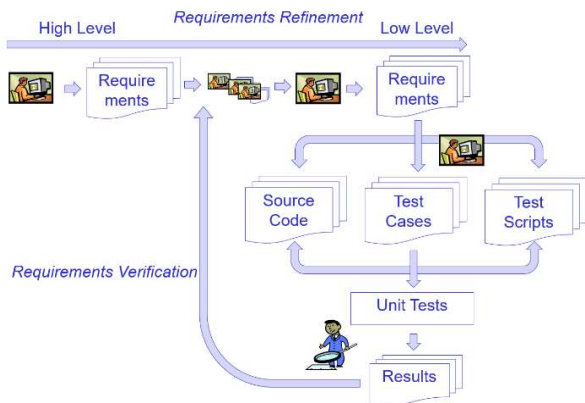 Requirements Refinement
High Level
Low Level
Require
ments
Require
ments
Source
Code
Test
Cases
Test
Scripts
Requirements Verification
Unit Tests
Results